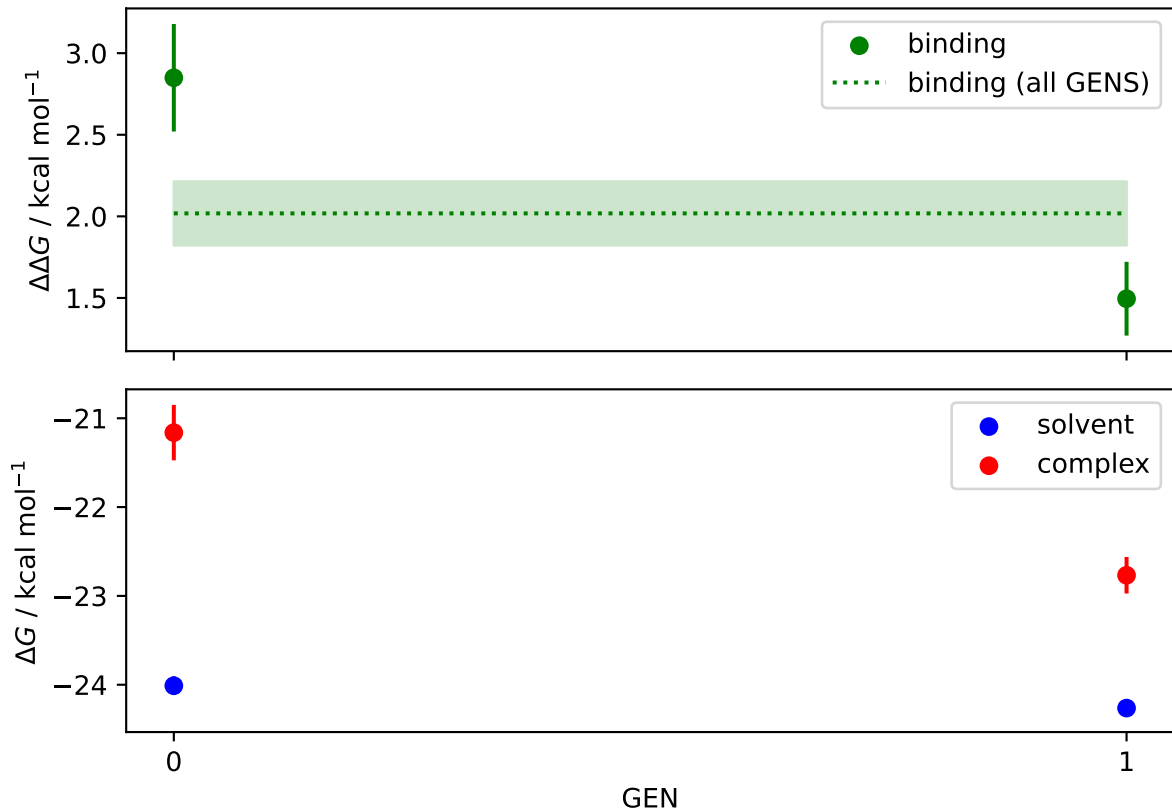 ΔΔG / kcal mol⁻¹
3.0
2.5
2.0
1.5
binding
binding (all GENS)
ΔG / kcal mol⁻¹
−21
−22
−23
−24
solvent
complex
0
1
GEN